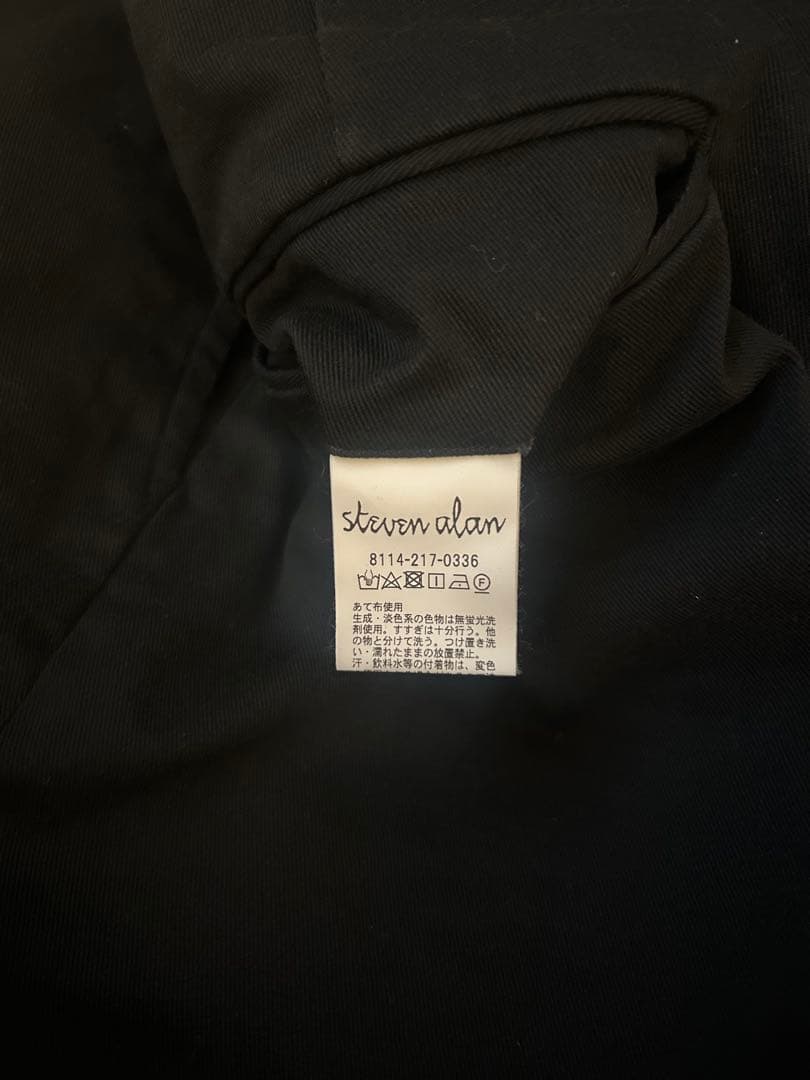 steven alan
8114-217-0336
F
あて布使用
生成・淡色系の色物は無蛍光洗
剤使用。すすぎは十分行う。他
の物と分けて洗う。つけ置き洗
い・濡れたままの放置禁止。
汗・飲料水等の付着物は、変色